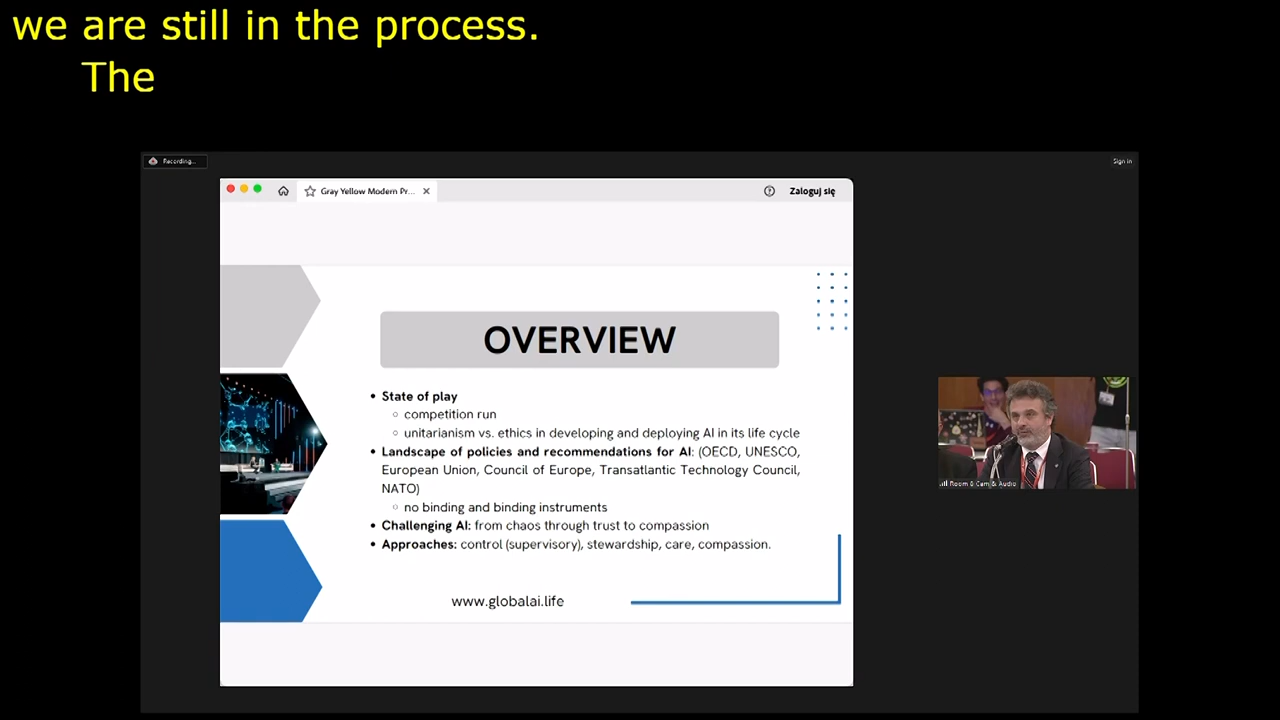 we are still in the process.
The
Recording...
Sign in
Gray Yellow Modern Pr...
Zaloguj się
OVERVIEW
• State of play
○ competition run
○ unitarianism vs. ethics in developing and deploying AI in its life cycle
• Landscape of policies and recommendations for AI: (OECD, UNESCO,
European Union, Council of Europe, Transatlantic Technology Council,
NATO)
○ no binding and binding instruments
• Challenging AI: from chaos through trust to compassion
• Approaches: control (supervisory), stewardship, care, compassion.
www.globalai.life
Room 6 Cam & Audio